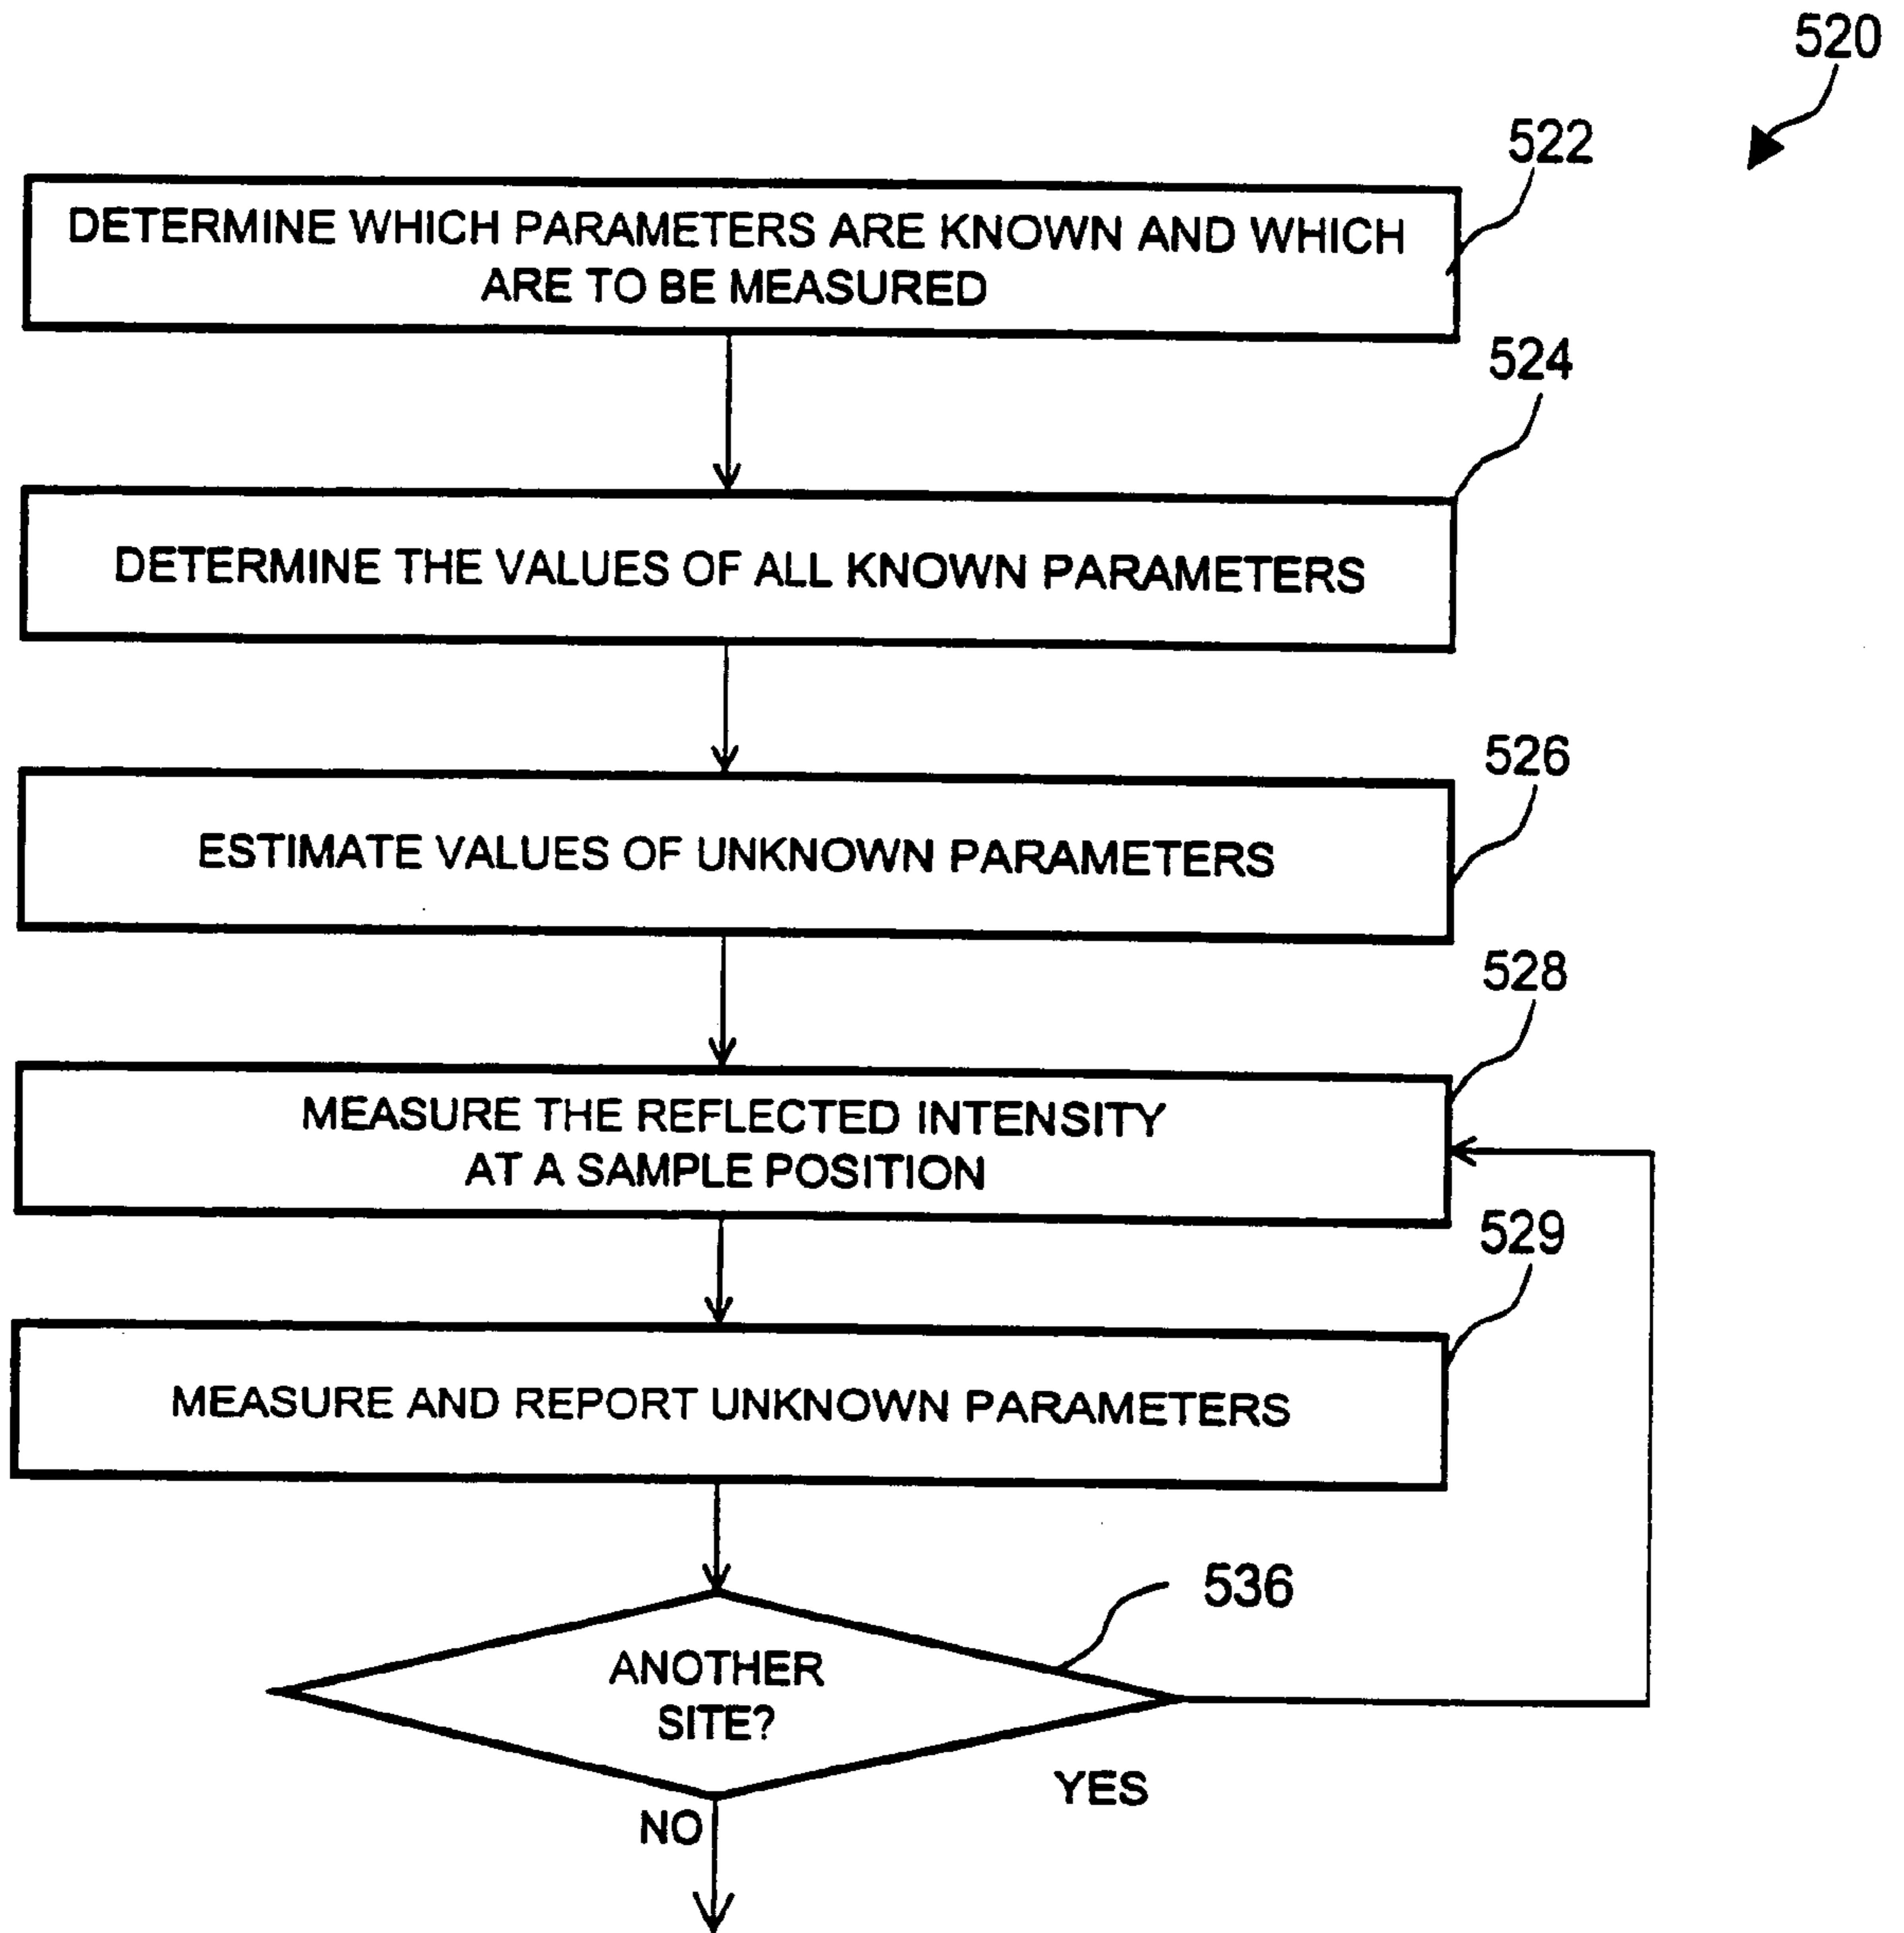 520
522
DETERMINE WHICH PARAMETERS ARE KNOWN AND WHICH
ARE TO BE MEASURED
524
DETERMINE THE VALUES OF ALL KNOWN PARAMETERS
526
ESTIMATE VALUES OF UNKNOWN PARAMETERS
528
MEASURE THE REFLECTED INTENSITY
AT A SAMPLE POSITION
529
MEASURE AND REPORT UNKNOWN PARAMETERS
536
ANOTHER
SITE?
YES
NO